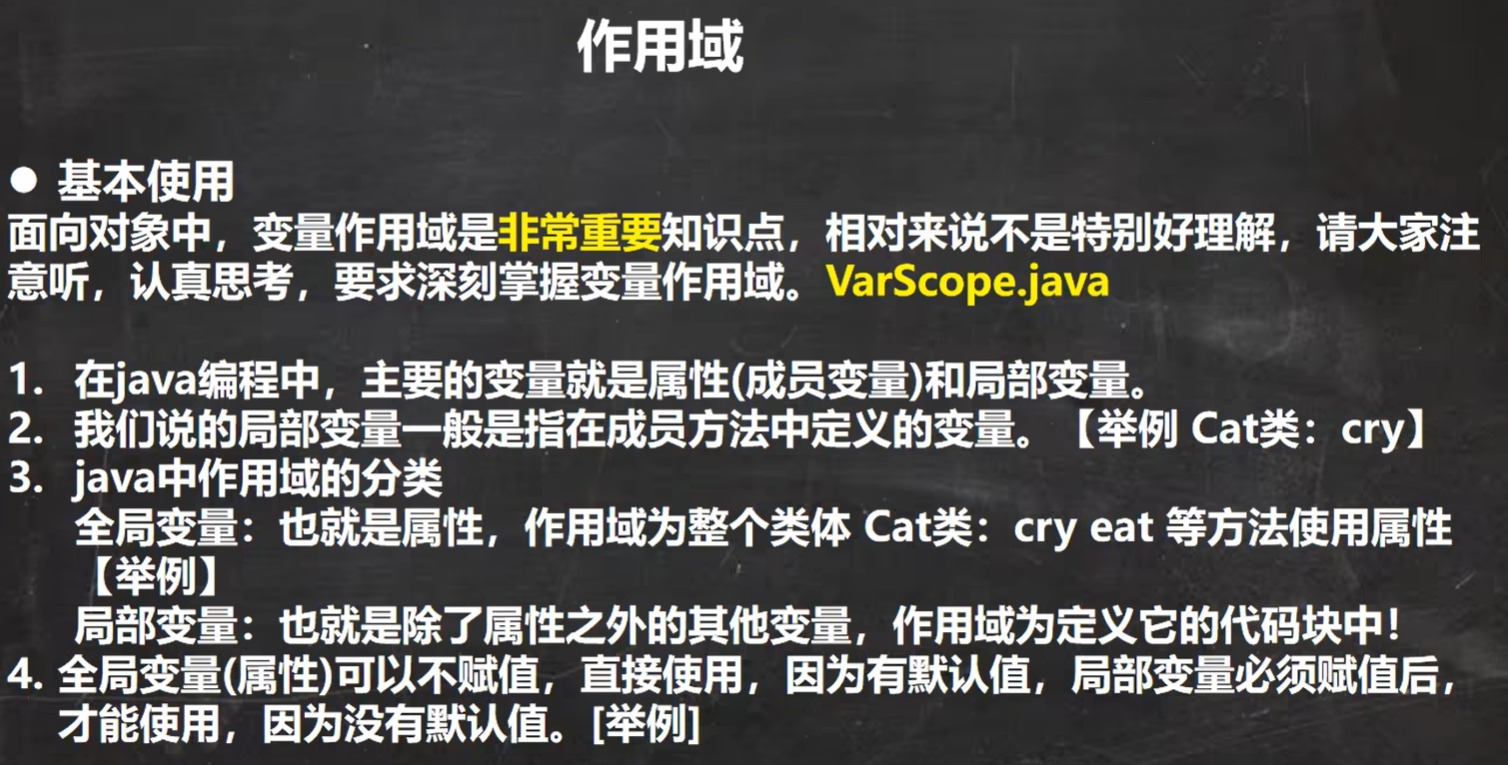 作用域
● 基本使用
面向对象中，变量作用域是非常重要知识点，相对来说不是特别好理解，请大家注
意听，认真思考，要求深刻掌握变量作用域。VarScope.java
1. 在java编程中，主要的变量就是属性(成员变量)和局部变量。
2. 我们说的局部变量一般是指在成员方法中定义的变量。【举例 Cat类：cry】
3. java中作用域的分类
全局变量：也就是属性，作用域为整个类体 Cat类：cry eat 等方法使用属性
【举例】
局部变量：也就是除了属性之外的其他变量，作用域为定义它的代码块中！
4. 全局变量(属性)可以不赋值，直接使用，因为有默认值，局部变量必须赋值后，
才能使用，因为没有默认值。[举例]